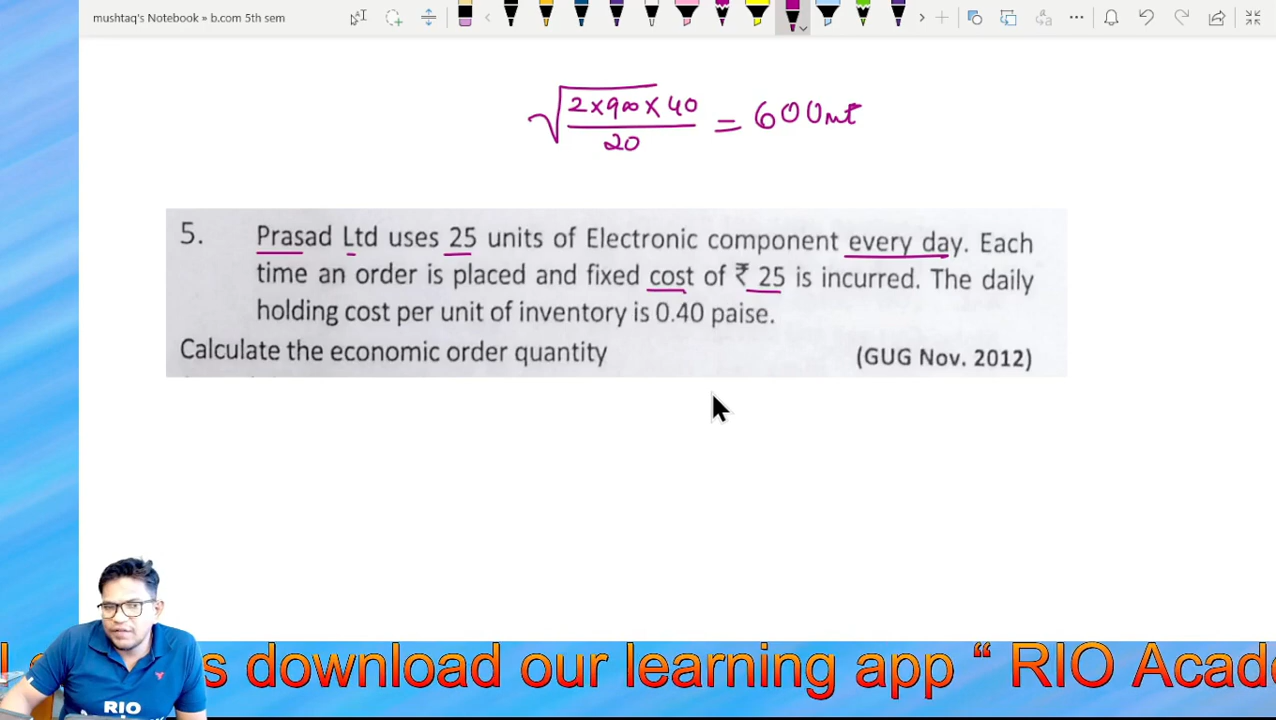 mushtaq's Notebook » b.com 5th sem
√ 2×900×40 = 600
20
5. Prasad Ltd uses 25 units of Electronic component every day. Each
time an order is placed and fixed cost of ₹ 25 is incurred. The daily
holding cost per unit of inventory is 0.40 paise.
Calculate the economic order quantity (GUG Nov. 2012)
s download our learning app “ RIO
RIO